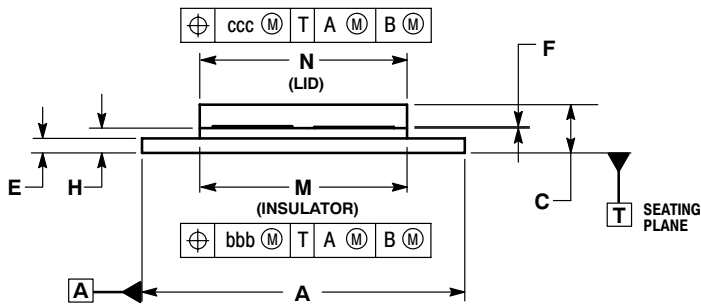 ⌖ ccc Ⓜ T A Ⓜ B Ⓜ
N
(LID)
F
E
H
M
(INSULATOR)
C
T SEATING
PLANE
⌖ bbb Ⓜ T A Ⓜ B Ⓜ
A
A